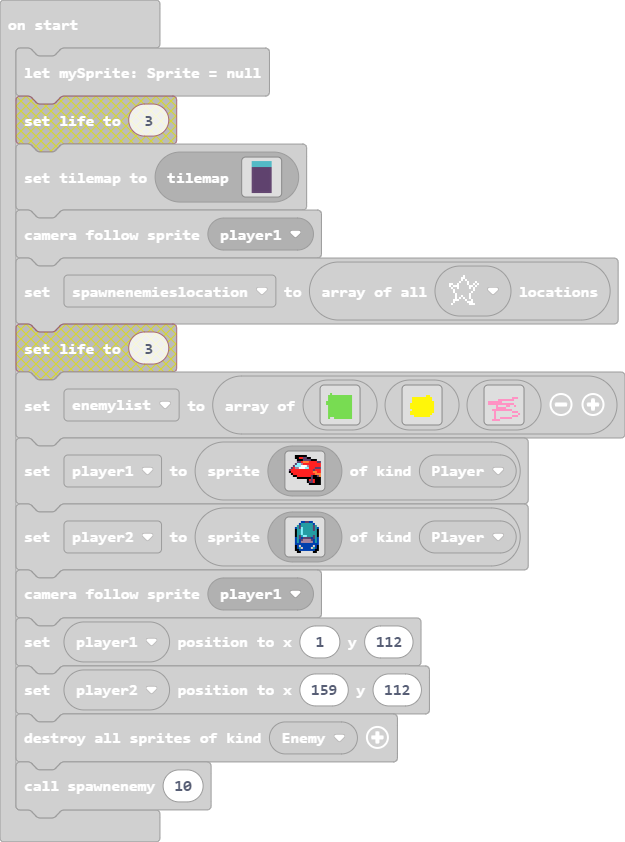 on start
let mySprite: Sprite = null
set life to 3
set tilemap to tilemap
camera follow sprite player1
set spawnenemieslocation to array of all locations
set life to 3
set enemylist to array of
set player1 to sprite of kind Player
set player2 to sprite of kind Player
camera follow sprite player1
set player1 position to x 1 y 112
set player2 position to x 159 y 112
destroy all sprites of kind Enemy
call spawnenemy 10